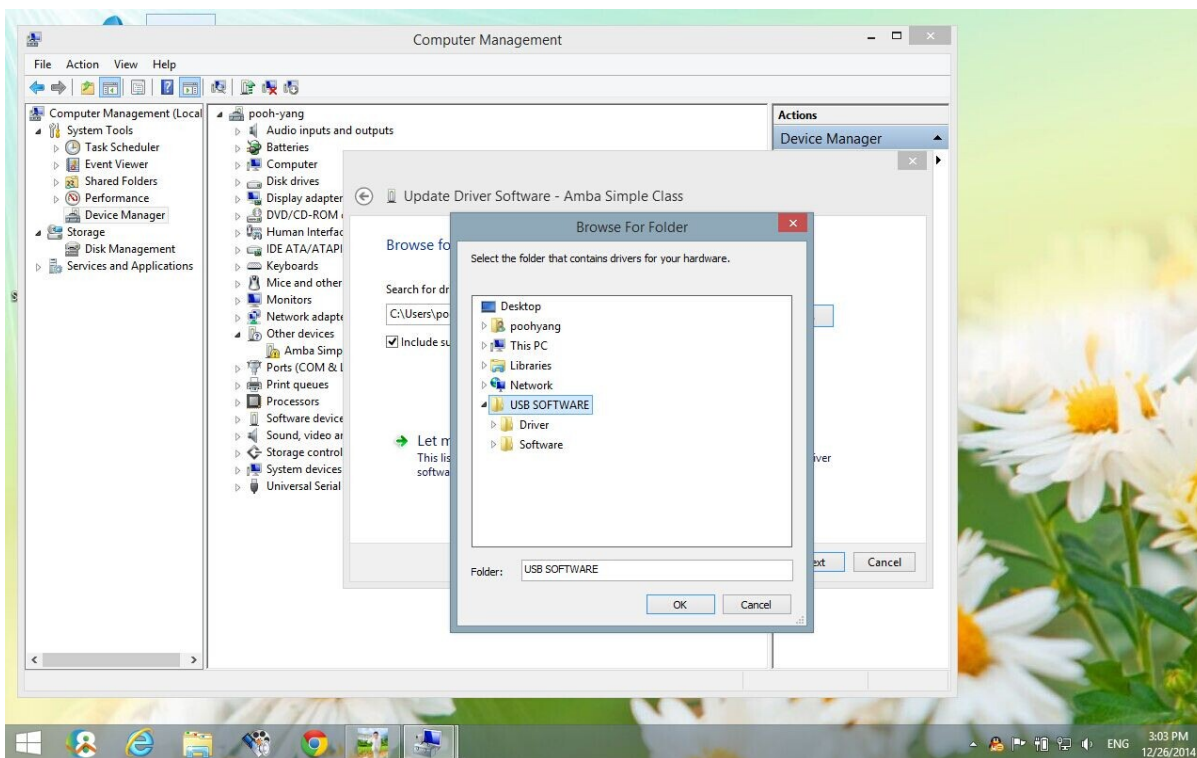 Computer Management
File Action View Help
Computer Management (Local
System Tools
Task Scheduler
Event Viewer
Shared Folders
Performance
Device Manager
Storage
Disk Management
Services and Applications
pooh-yang
Audio inputs and outputs
Batteries
Computer
Disk drives
Display adapter
DVD/CD-ROM
Human Interfac
IDE ATA/ATAPI
Keyboards
Mice and other
Monitors
Network adapte
Other devices
Amba Simp
Ports (COM & L
Print queues
Processors
Software device
Sound, video ar
Storage control
System devices
Universal Serial
Actions
Device Manager
Update Driver Software - Amba Simple Class
Browse fo
Search for dr
C:\Users\po
Include su
Let m
This lis
softwa
iver
ext
Cancel
Browse For Folder
Select the folder that contains drivers for your hardware.
Desktop
poohyang
This PC
Libraries
Network
USB SOFTWARE
Driver
Software
Folder: USB SOFTWARE
OK Cancel
ENG
3:03 PM
12/26/2014